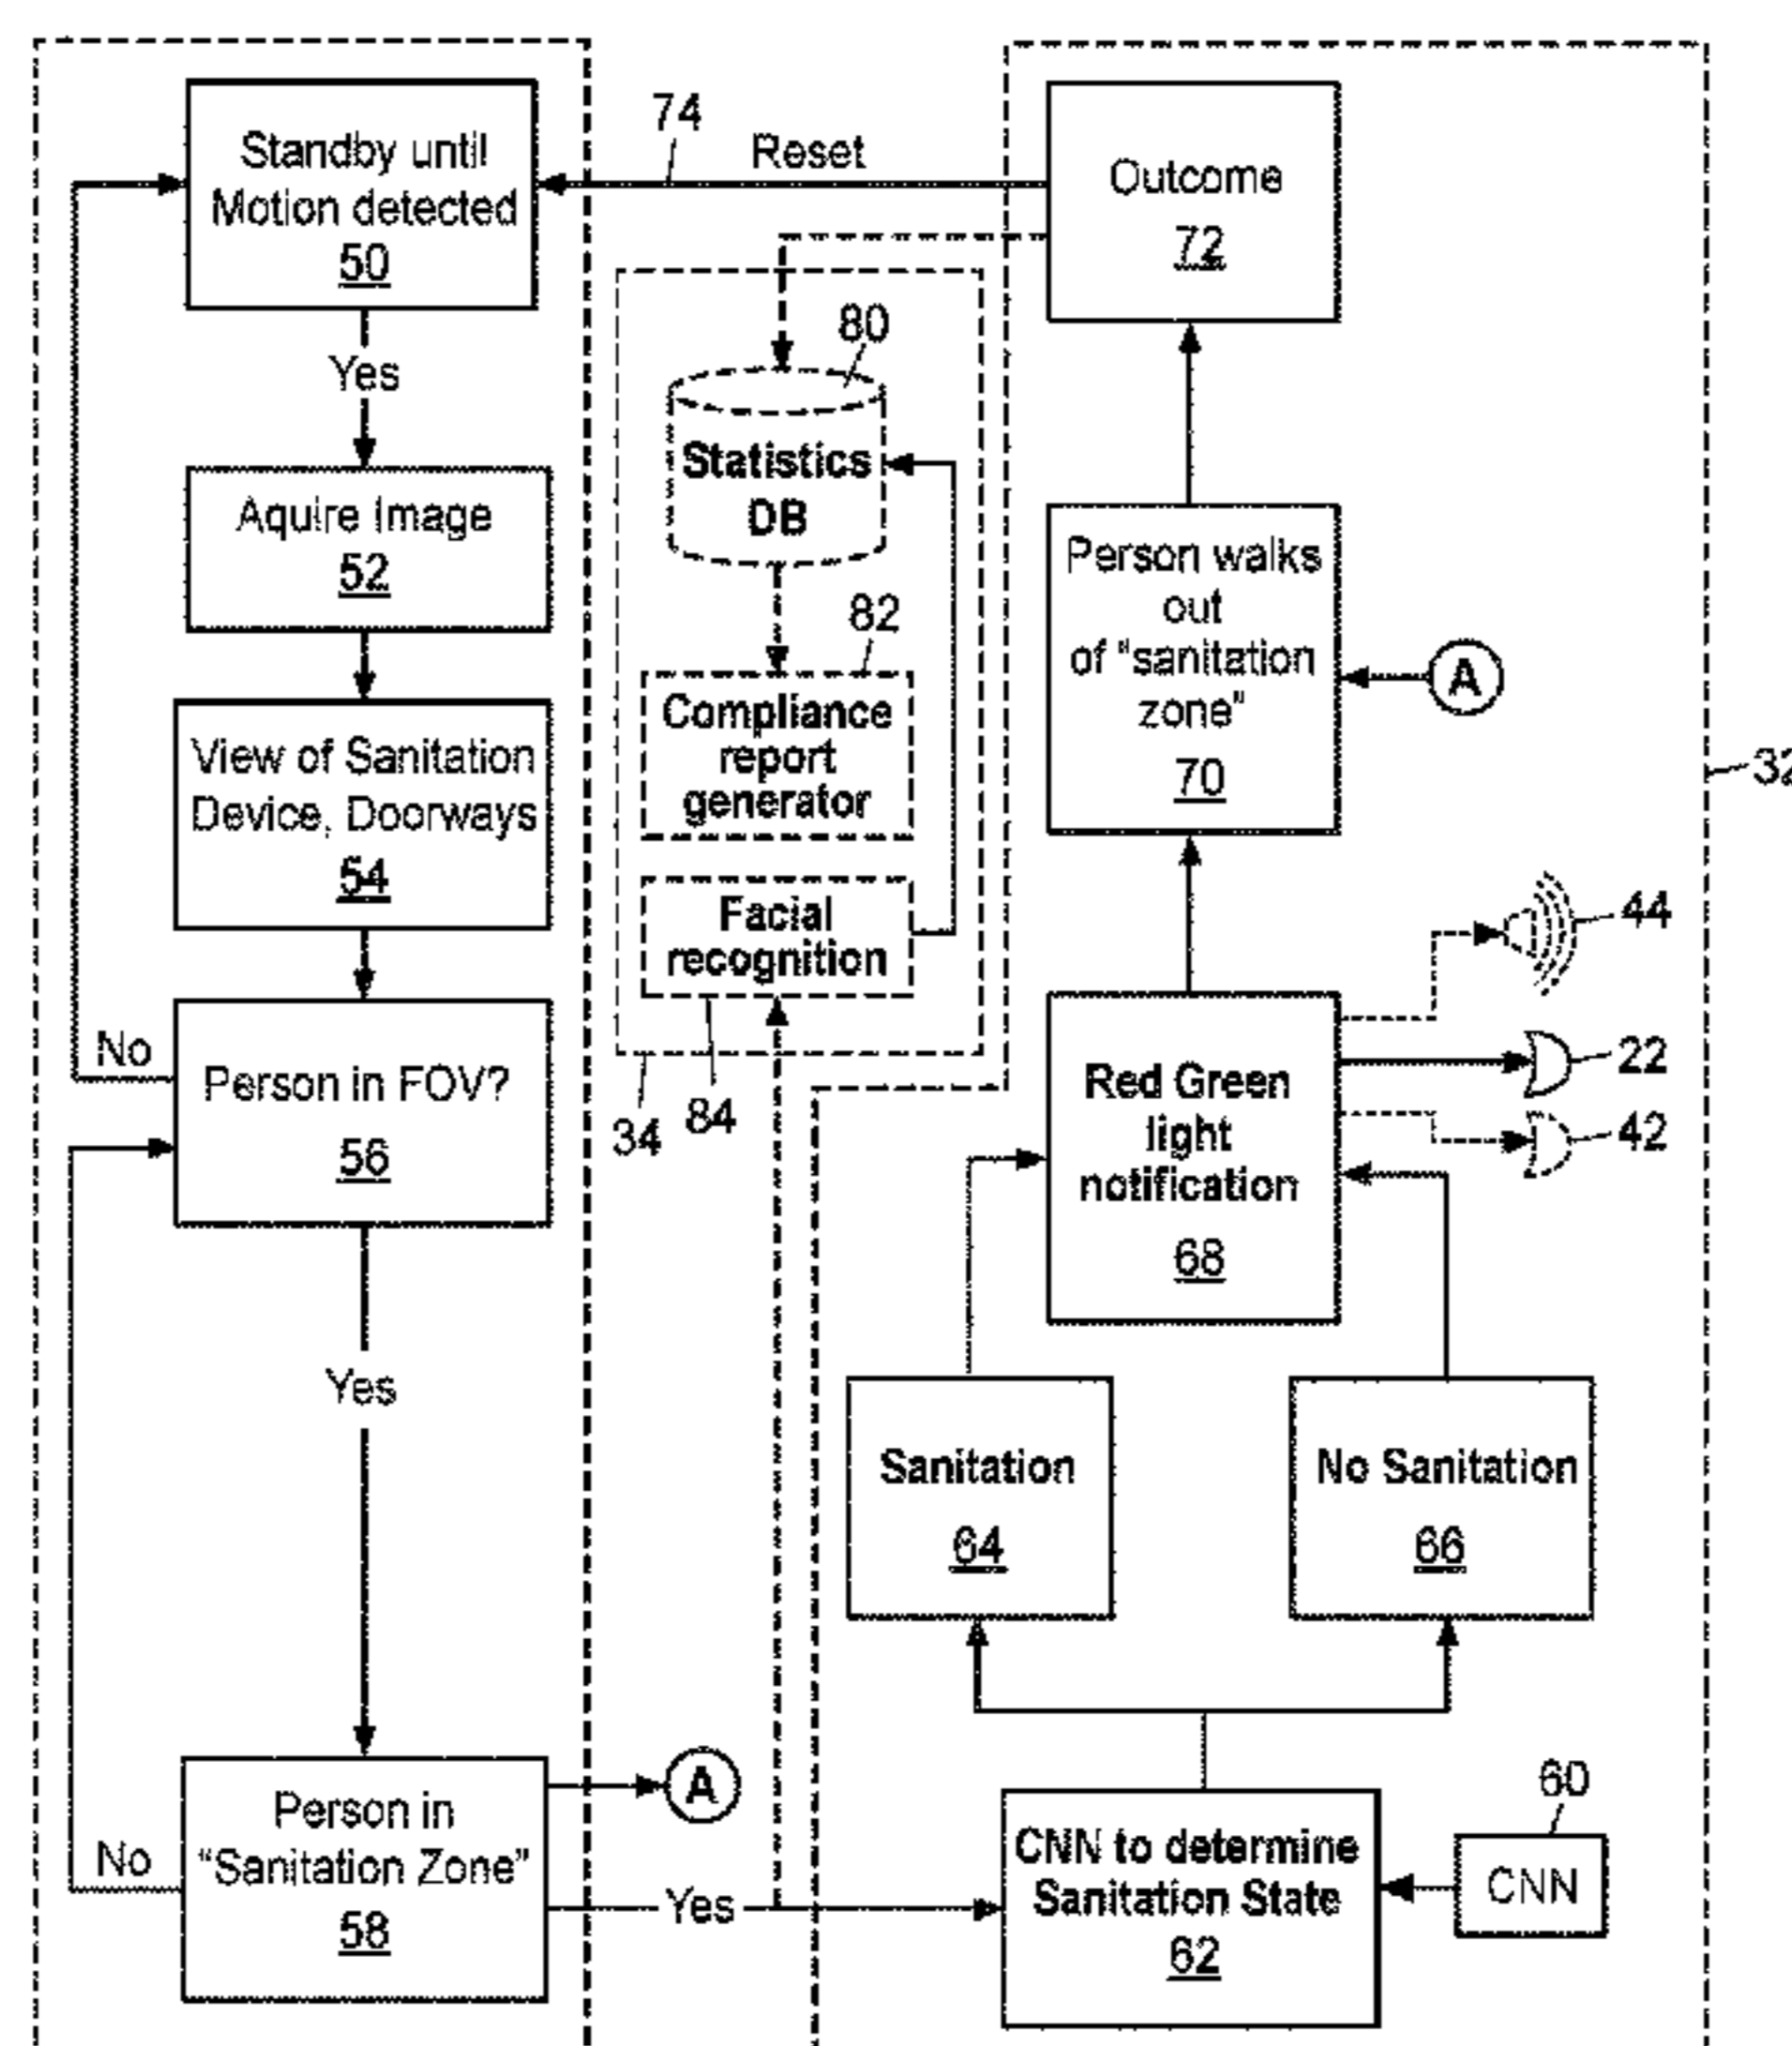 Standby until
Motion detected
50
Yes
Aquire Image
52
View of Sanitation
Device, Doorways
54
No
Person in FOV?
56
Yes
No
Person in
"Sanitation Zone"
58
A
Yes
74
Reset
80
Statistics
DB
82
Compliance
report
generator
Facial
recognition
34
84
Outcome
72
Person walks
out
of "sanitation
zone"
70
A
32
44
22
42
Red Green
light
notification
68
Sanitation
64
No Sanitation
66
CNN to determine
Sanitation State
62
60
CNN